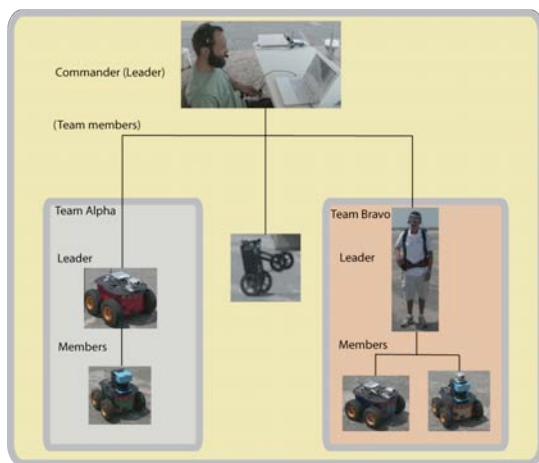 Commander (Leader)
(Team members)
Team Alpha
Team Bravo
Leader
Leader
Members
Members